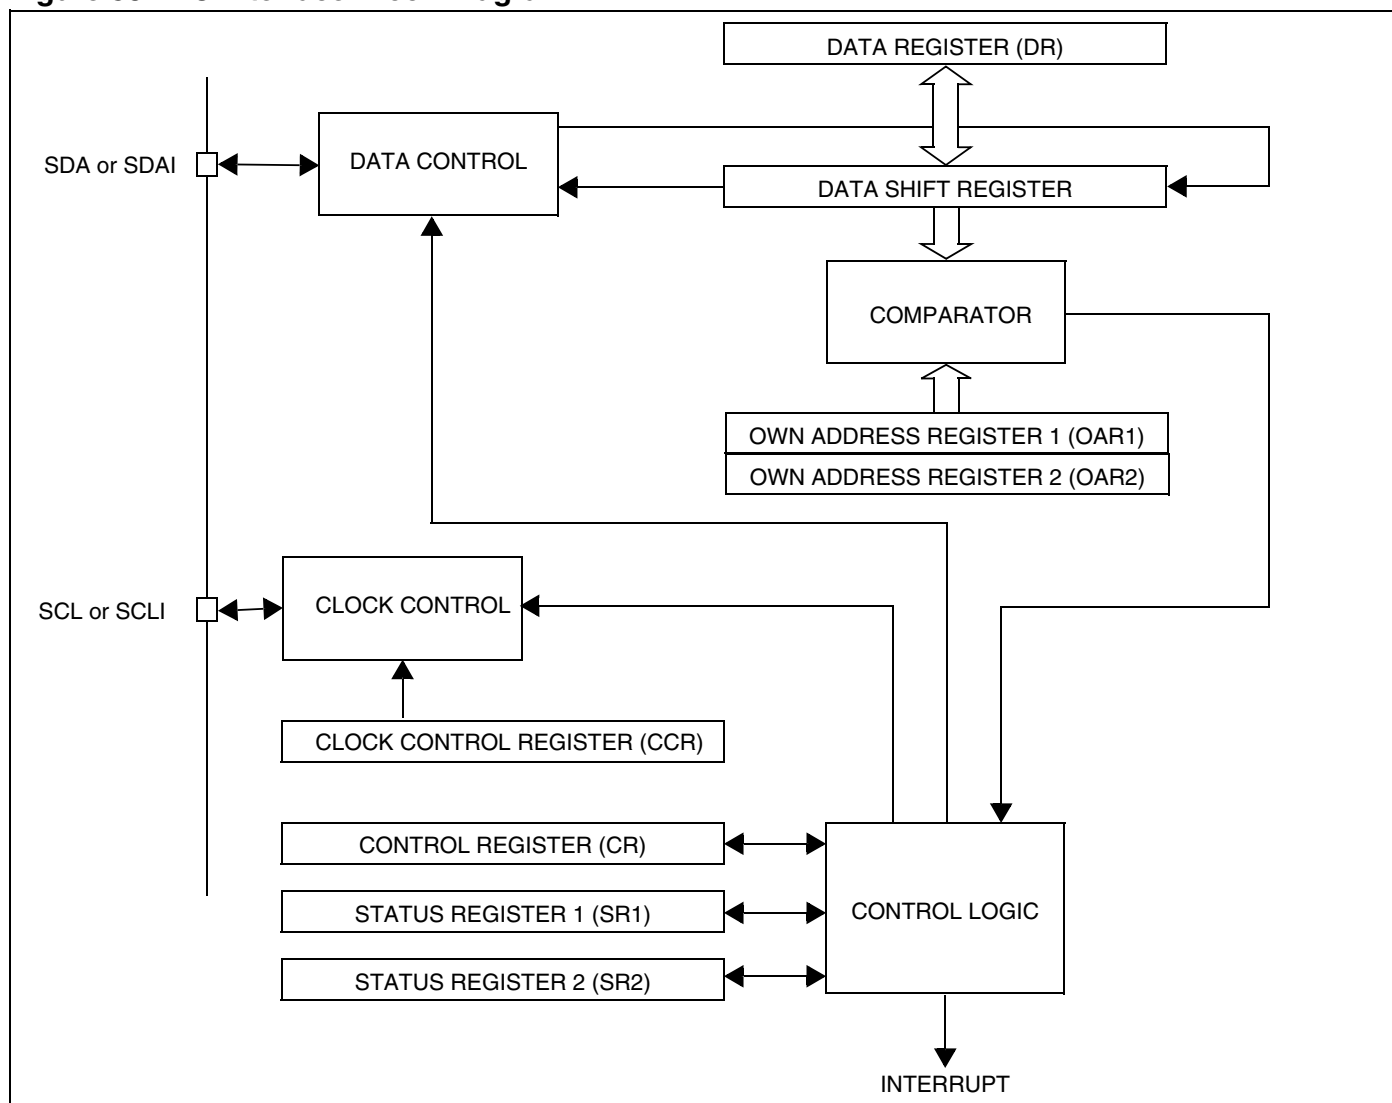 DATA REGISTER (DR)
SDA or SDAI
DATA CONTROL
DATA SHIFT REGISTER
COMPARATOR
OWN ADDRESS REGISTER 1 (OAR1)
OWN ADDRESS REGISTER 2 (OAR2)
SCL or SCLI
CLOCK CONTROL
CLOCK CONTROL REGISTER (CCR)
CONTROL REGISTER (CR)
STATUS REGISTER 1 (SR1)
CONTROL LOGIC
STATUS REGISTER 2 (SR2)
INTERRUPT